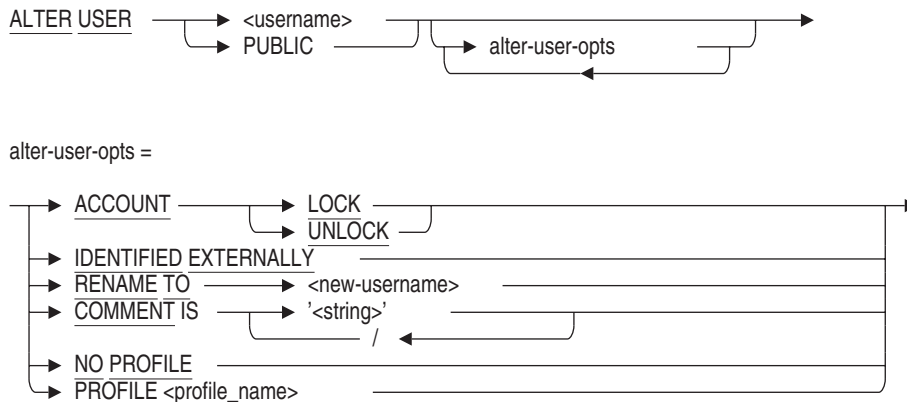 ALTER USER <username>
PUBLIC alter-user-opts
alter-user-opts =
ACCOUNT LOCK
UNLOCK
IDENTIFIED EXTERNALLY
RENAME TO <new-username>
COMMENT IS '<string>'
/
NO PROFILE
PROFILE <profile_name>